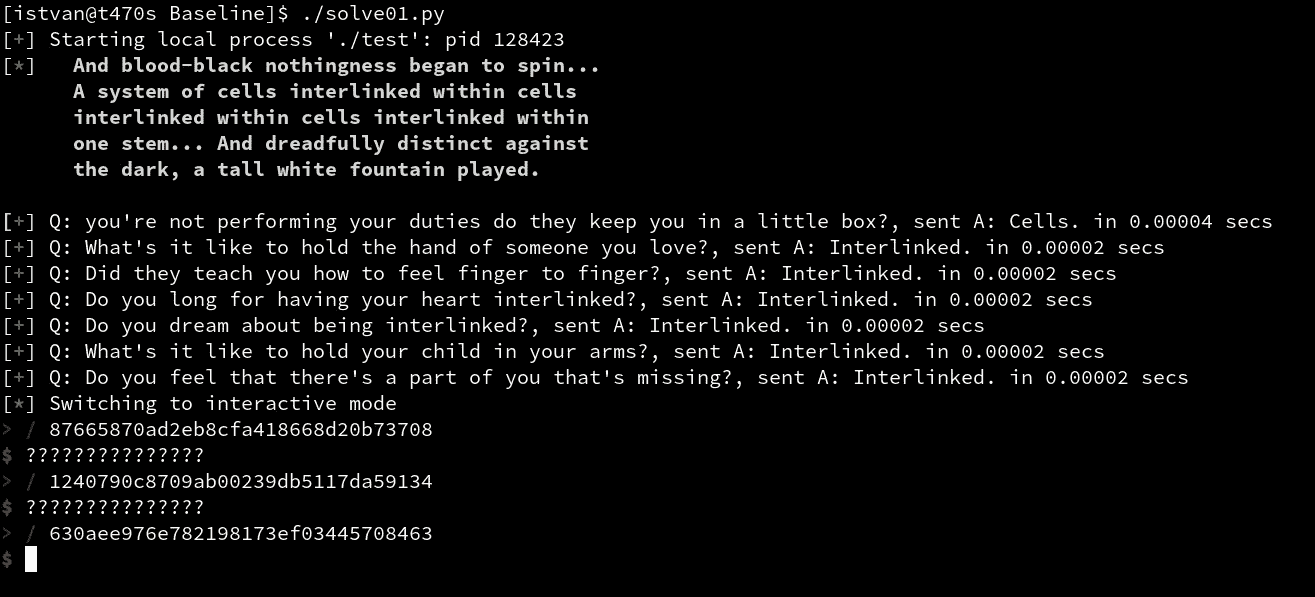 [istvan@t470s Baseline]$ ./solve01.py
[+] Starting local process './test': pid 128423
[*] And blood-black nothingness began to spin...
A system of cells interlinked within cells
interlinked within cells interlinked within
one stem... And dreadfully distinct against
the dark, a tall white fountain played.
[+] Q: you're not performing your duties do they keep you in a little box?, sent A: Cells. in 0.00004 secs
[+] Q: What's it like to hold the hand of someone you love?, sent A: Interlinked. in 0.00002 secs
[+] Q: Did they teach you how to feel finger to finger?, sent A: Interlinked. in 0.00002 secs
[+] Q: Do you long for having your heart interlinked?, sent A: Interlinked. in 0.00002 secs
[+] Q: Do you dream about being interlinked?, sent A: Interlinked. in 0.00002 secs
[+] Q: What's it like to hold your child in your arms?, sent A: Interlinked. in 0.00002 secs
[+] Q: Do you feel that there's a part of you that's missing?, sent A: Interlinked. in 0.00002 secs
[*] Switching to interactive mode
> / 87665870ad2eb8cfa418668d20b73708
$ ???????????????
> / 1240790c8709ab00239db5117da59134
$ ???????????????
> / 630aee976e782198173ef03445708463
$